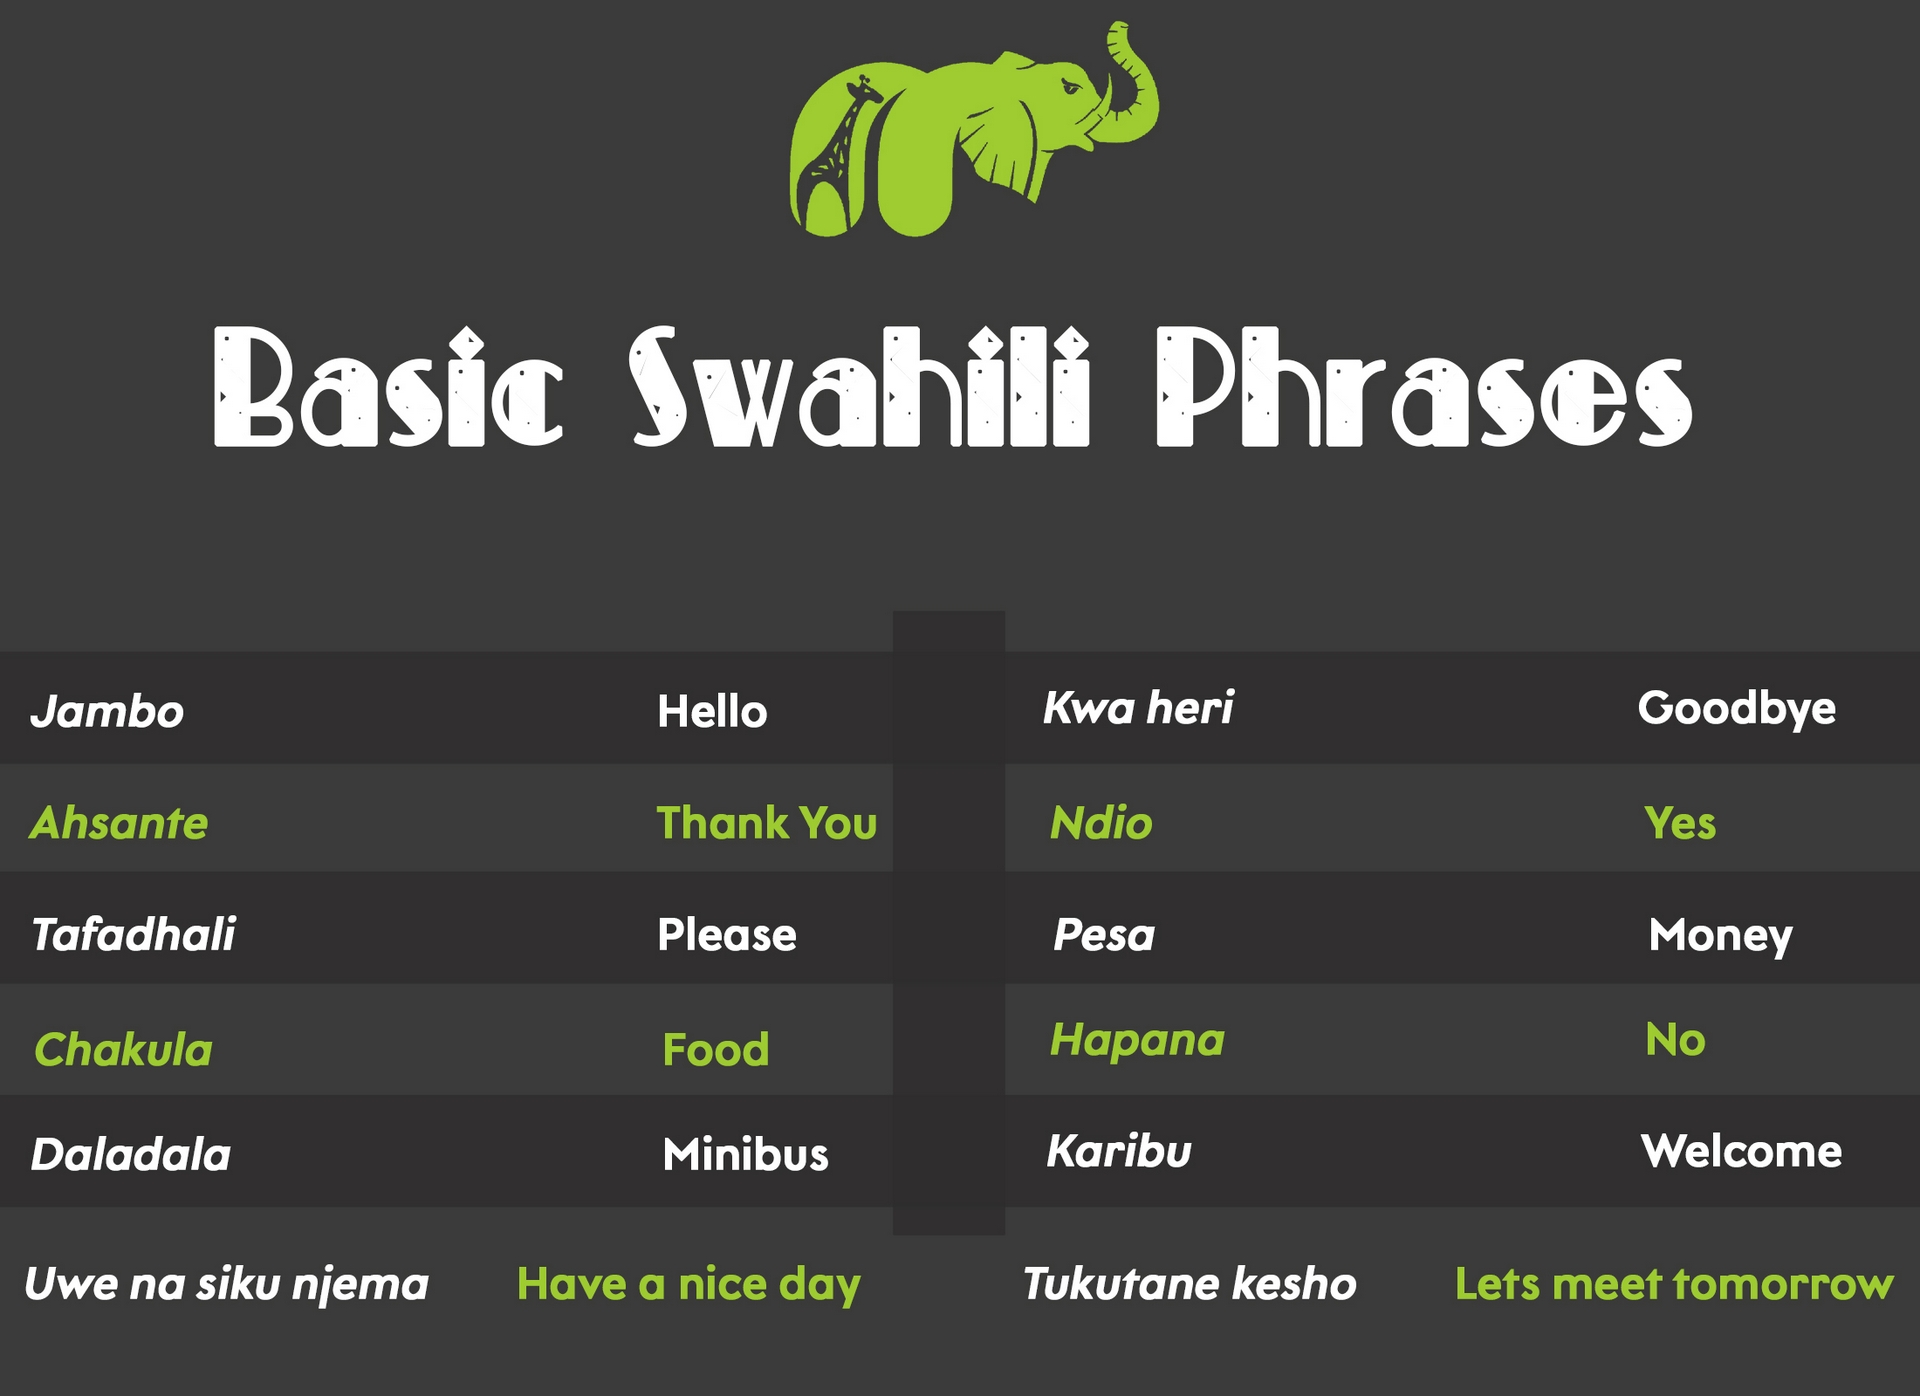 Basic Swahili Phrases
Jambo Hello Kwa heri Goodbye
Ahsante Thank You Ndio Yes
Tafadhali Please Pesa Money
Chakula Food Hapana No
Daladala Minibus Karibu Welcome
Uwe na siku njema Have a nice day Tukutane kesho Lets meet tomorrow